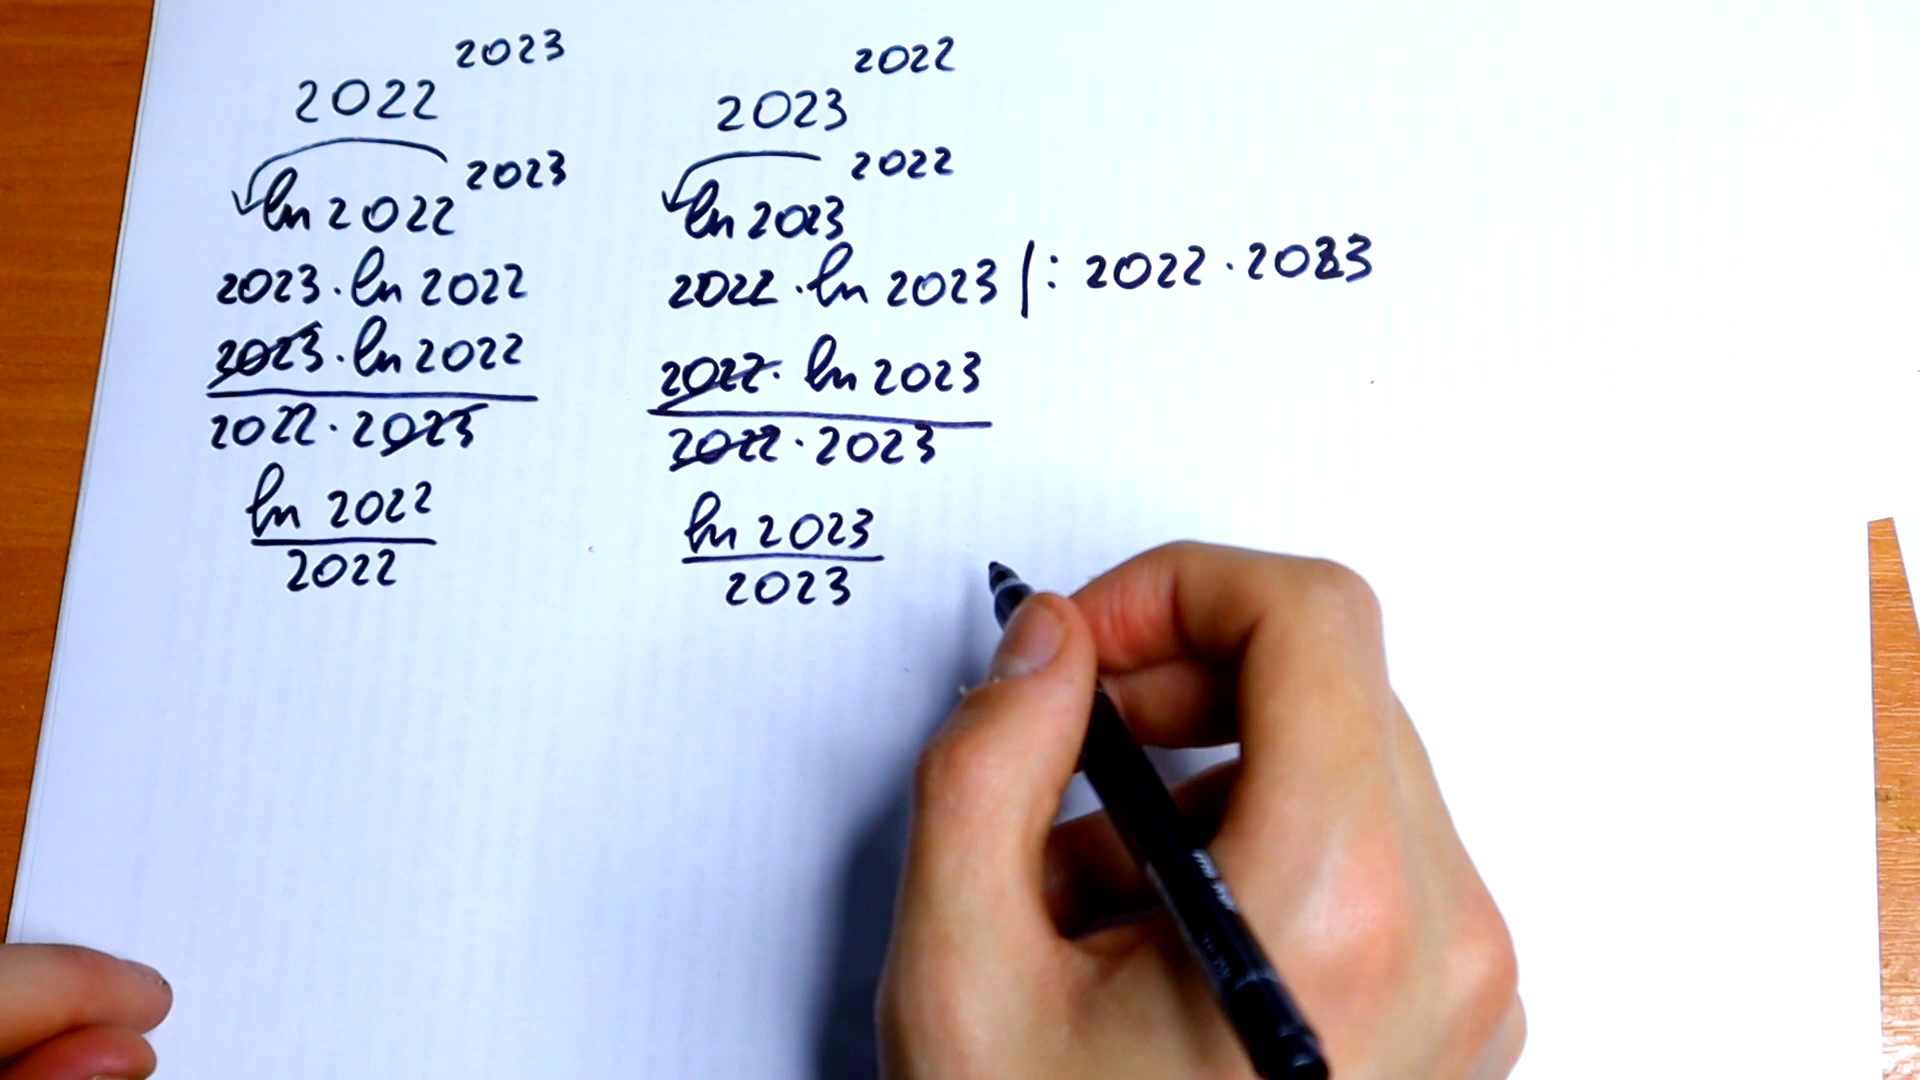 2022^2023 2023^2022
ln 2022^2023 ln 2023^2022
2023 · ln 2022 2022 · ln 2023 |: 2022 · 2023
2023 · ln 2022 2022 · ln 2023
2022 · 2023 2022 · 2023
ln 2022 ln 2023
2022 2023